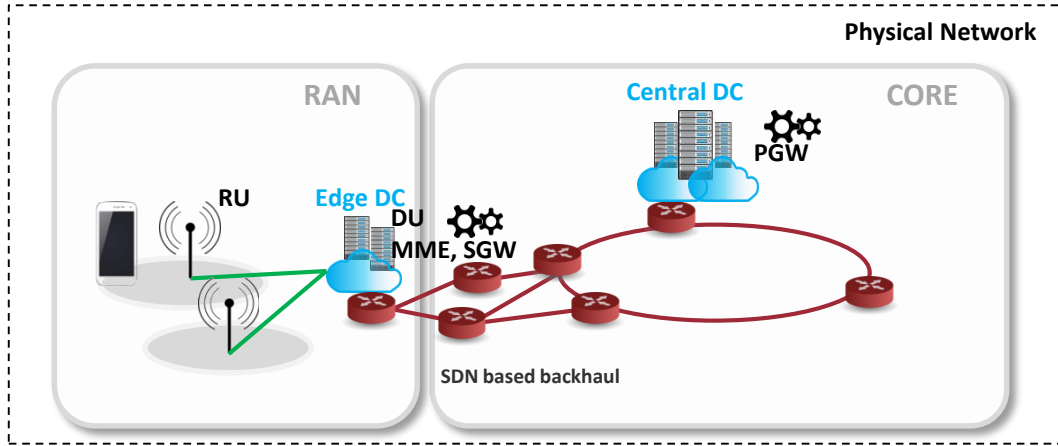 Physical Network
RAN
CORE
Central DC
PGW
RU
Edge DC
DU
MME, SGW
SDN based backhaul